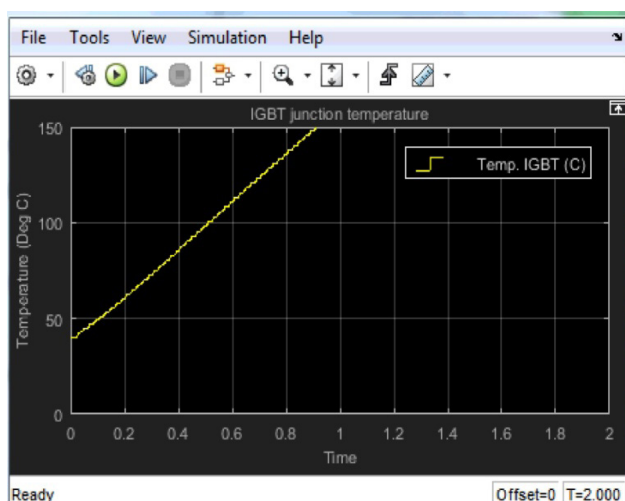 File Tools View Simulation Help
IGBT junction temperature
Temp. IGBT (C)
Temperature (Deg C)
150
100
50
0
0 0.2 0.4 0.6 0.8 1 1.2 1.4 1.6 1.8 2
Time
Ready Offset=0 T=2.000